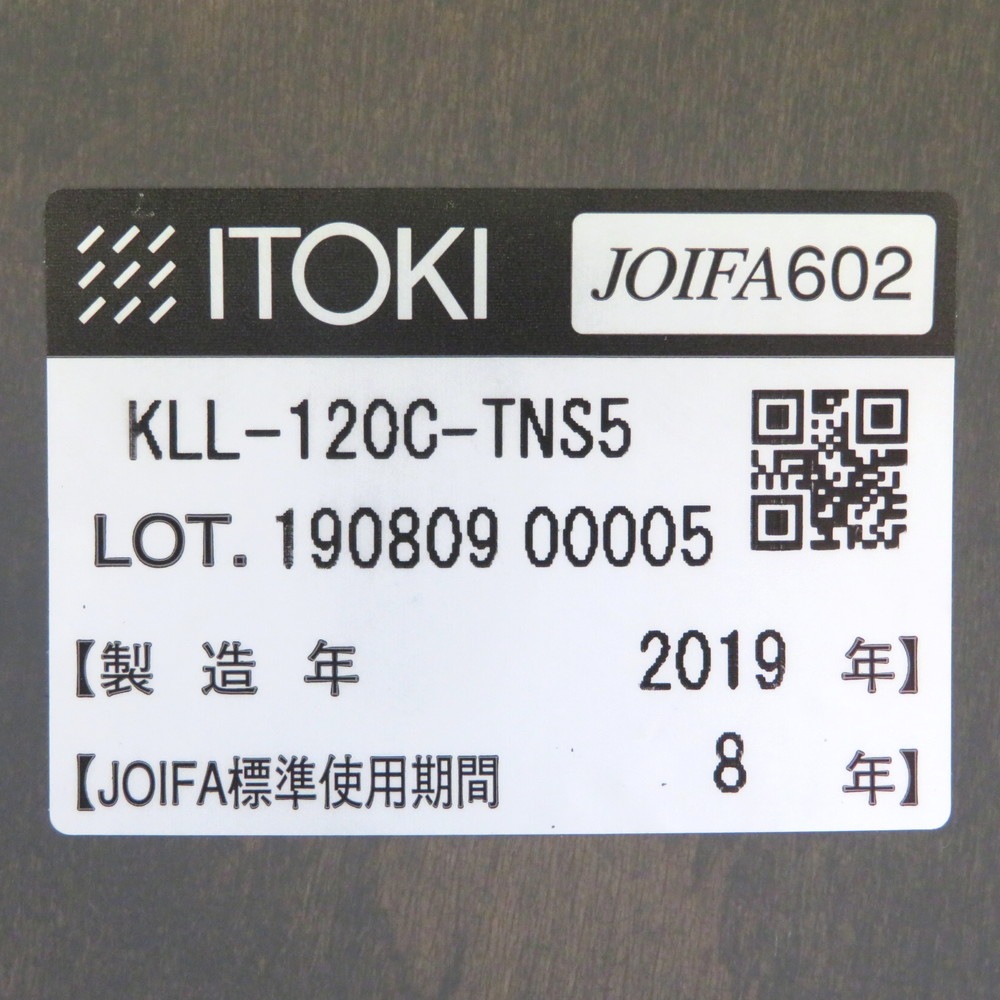 ITOKI JOIFA602
KLL-120C-TNS5
LOT. 190809 00005
【製 造 年 2019 年】
【JOIFA標準使用期間 8 年】